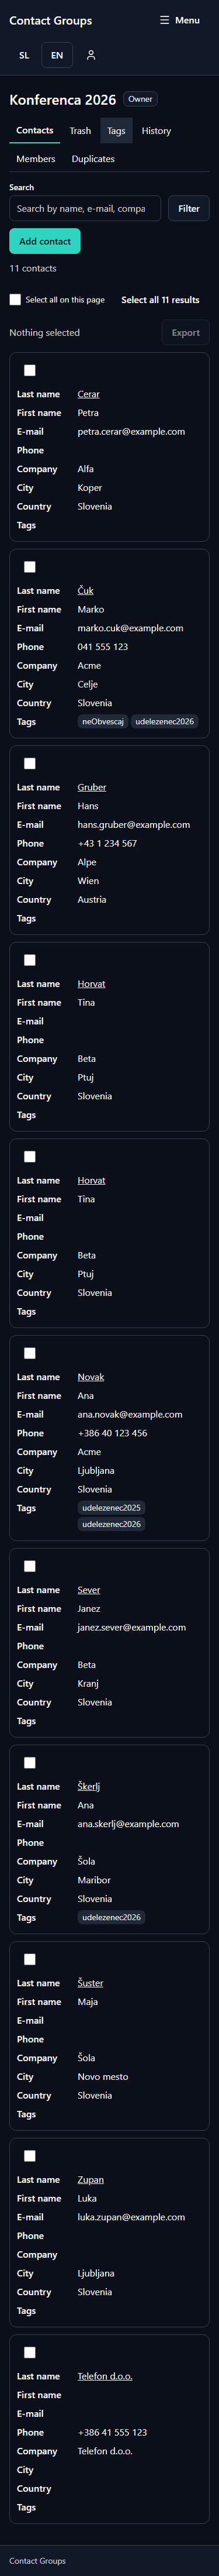 Contact Groups
Menu
SL EN
Konferenca 2026 Owner
Contacts Trash Tags History
Members Duplicates
Search
Search by name, e-mail, compa Filter
Add contact
11 contacts
Select all on this page Select all 11 results
Nothing selected Export
Last name Cerar
First name Petra
E-mail petra.cerar@example.com
Phone
Company Alfa
City Koper
Country Slovenia
Tags
Last name Čuk
First name Marko
E-mail marko.cuk@example.com
Phone 041 555 123
Company Acme
City Celje
Country Slovenia
Tags neObvescaj udelezenec2026
Last name Gruber
First name Hans
E-mail hans.gruber@example.com
Phone +43 1 234 567
Company Alpe
City Wien
Country Austria
Tags
Last name Horvat
First name Tina
E-mail
Phone
Company Beta
City Ptuj
Country Slovenia
Tags
Last name Horvat
First name Tina
E-mail
Phone
Company Beta
City Ptuj
Country Slovenia
Tags
Last name Novak
First name Ana
E-mail ana.novak@example.com
Phone +386 40 123 456
Company Acme
City Ljubljana
Country Slovenia
Tags udelezenec2025
udelezenec2026
Last name Sever
First name Janez
E-mail janez.sever@example.com
Phone
Company Beta
City Kranj
Country Slovenia
Tags
Last name Škerlj
First name Ana
E-mail ana.skerlj@example.com
Phone
Company Šola
City Maribor
Country Slovenia
Tags udelezenec2026
Last name Šuster
First name Maja
E-mail
Phone
Company Šola
City Novo mesto
Country Slovenia
Tags
Last name Zupan
First name Luka
E-mail luka.zupan@example.com
Phone
Company
City Ljubljana
Country Slovenia
Tags
Last name Telefon d.o.o.
First name
E-mail
Phone +386 41 555 123
Company Telefon d.o.o.
City
Country
Tags
Contact Groups